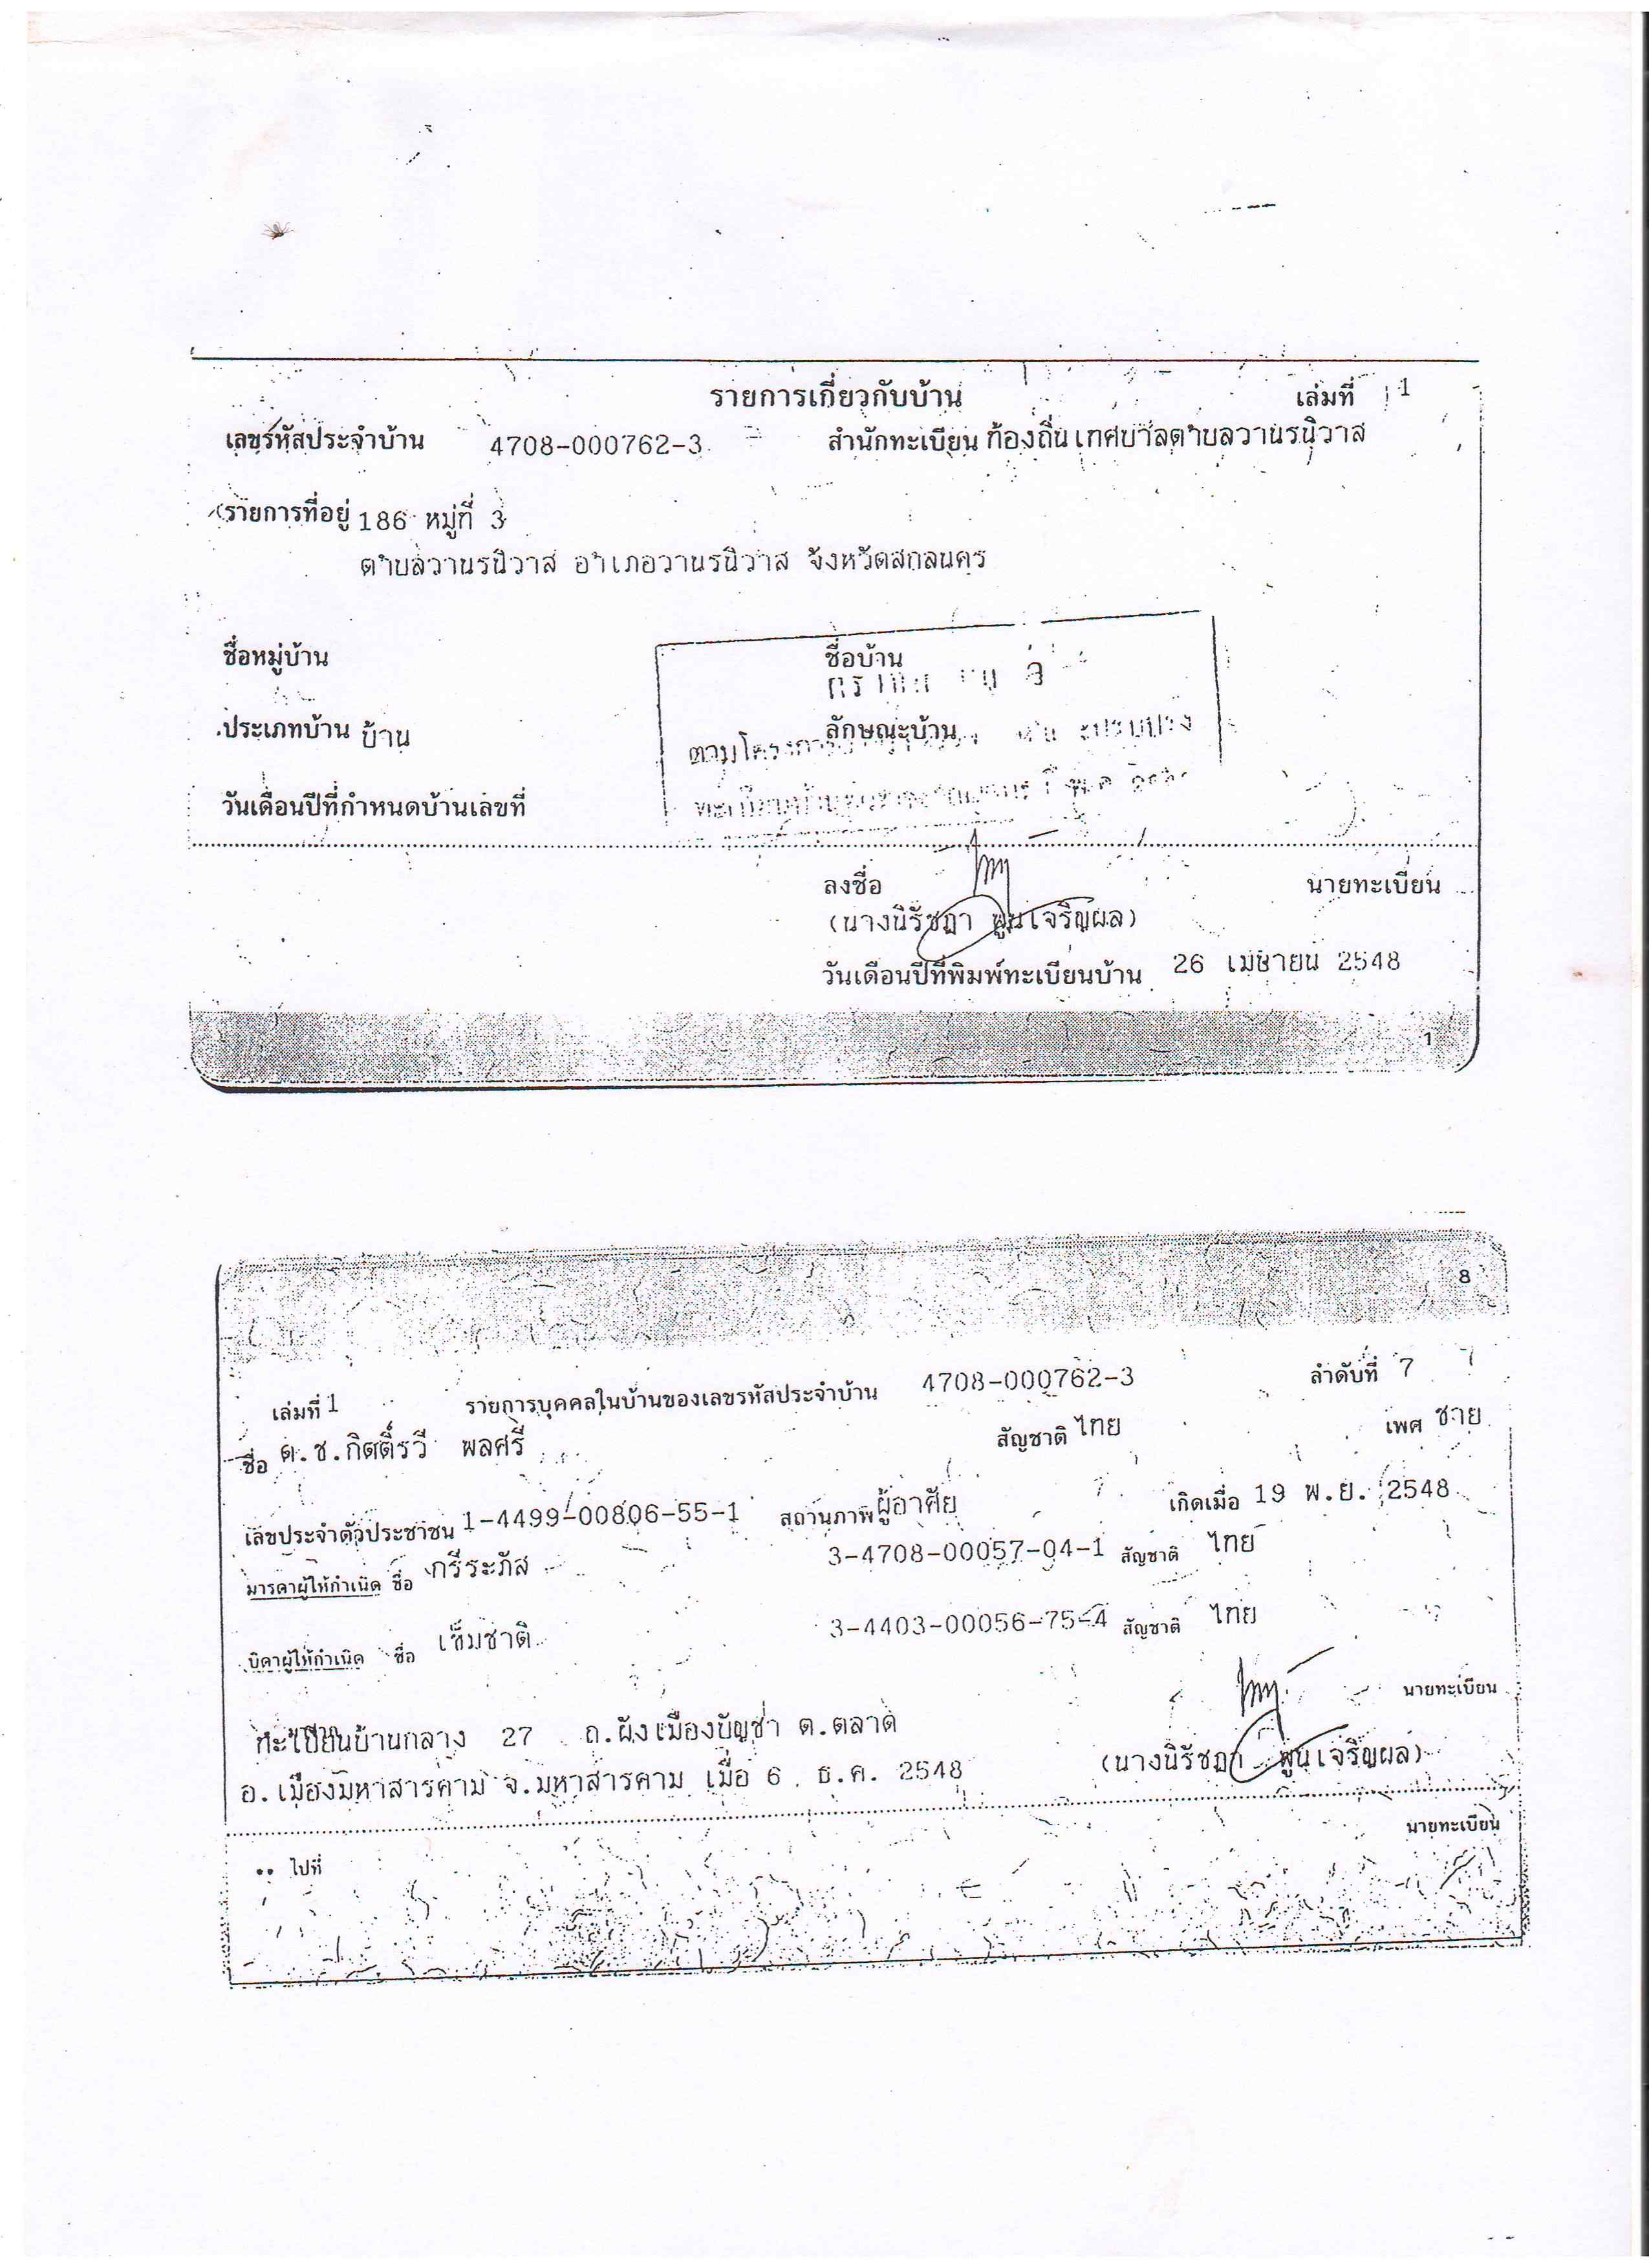 รายการเกี่ยวกับบ้าน เล่มที่ 1
เลขรหัสประจำบ้าน 4708-000762-3 สำนักทะเบียน ท้องถิ่นเทศบาลตำบลวานรนิวาส
รายการที่อยู่ 186 หมู่ที่ 3
ตำบลวานรนิวาส อำเภอวานรนิวาส จังหวัดสกลนคร
ชื่อหมู่บ้าน ชื่อบ้าน
ประเภทบ้าน บ้าน ลักษณะบ้าน
วันเดือนปีที่กำหนดบ้านเลขที่
ลงชื่อ นายทะเบียน
(นางนิรัชฎา พูนเจริญผล)
วันเดือนปีที่พิมพ์ทะเบียนบ้าน 26 เมษายน 2548
1
8
เล่มที่ 1 รายการบุคคลในบ้านของเลขรหัสประจำบ้าน 4708-000762-3 ลำดับที่ 7
ชื่อ ด.ช.กิตติ์รวี พลศรี สัญชาติ ไทย เพศ ชาย
เลขประจำตัวประชาชน 1-4499-00806-55-1 สถานภาพ ผู้อาศัย เกิดเมื่อ 19 พ.ย. 2548
มารดาผู้ให้กำเนิด ชื่อ กรีระภัส 3-4708-00057-04-1 สัญชาติ ไทย
บิดาผู้ให้กำเนิด ชื่อ เข็มชาติ 3-4403-00056-75-4 สัญชาติ ไทย
นายทะเบียน
ทะเบียนบ้านกลาง 27 ถ.ผังเมืองบัญชา ต.ตลาด
(นางนิรัชฎา พูนเจริญผล)
อ.เมืองมหาสารคาม จ.มหาสารคาม เมื่อ 6 ธ.ค. 2548
นายทะเบียน
** ไปที่